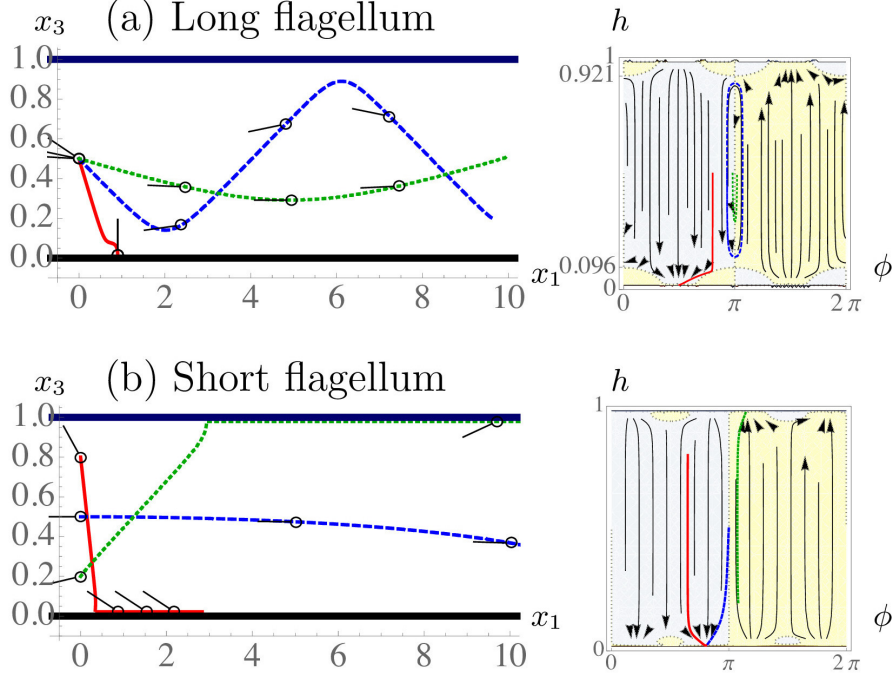 (a) Long flagellum
x₃
1.0
0.8
0.6
0.4
0.2
0.0
0 2 4 6 8 10
x₁
h
1
0.921
0.096
0 π 2π
ϕ
(b) Short flagellum
x₃
1.0
0.8
0.6
0.4
0.2
0.0
0 2 4 6 8 10
x₁
h
1
0
0 π 2π
ϕ